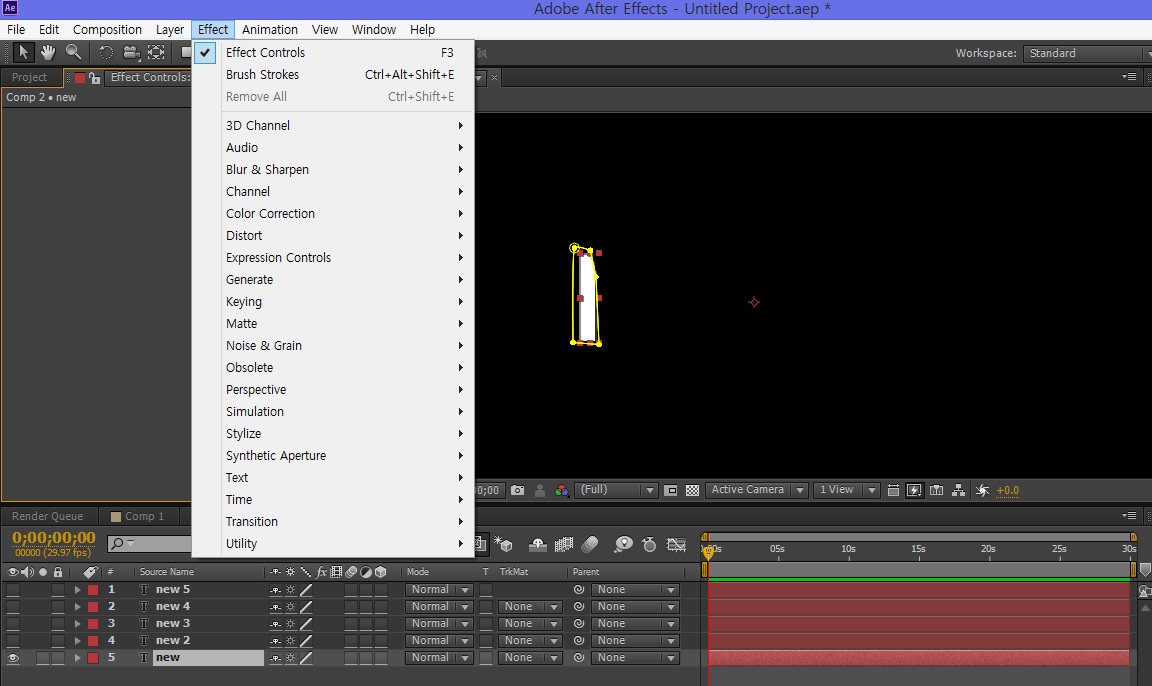 Ae
Adobe After Effects - Untitled Project.aep *
File Edit Composition Layer Effect Animation View Window Help
Workspace: Standard
Project Effect Controls:
Comp 2 • new
Effect Controls F3
Brush Strokes Ctrl+Alt+Shift+E
Remove All Ctrl+Shift+E
3D Channel
Audio
Blur & Sharpen
Channel
Color Correction
Distort
Expression Controls
Generate
Keying
Matte
Noise & Grain
Obsolete
Perspective
Simulation
Stylize
Synthetic Aperture
Text
Time
Transition
Utility
(Full) Active Camera 1 View +0.0
Render Queue Comp 1
0;00;00;00
00000 (29.97 fps)
05s 10s 15s 20s 25s 30s
# Source Name fx Mode T TrkMat Parent
1 T new 5 Normal None
2 T new 4 Normal None None
3 T new 3 Normal None None
4 T new 2 Normal None None
5 T new Normal None None